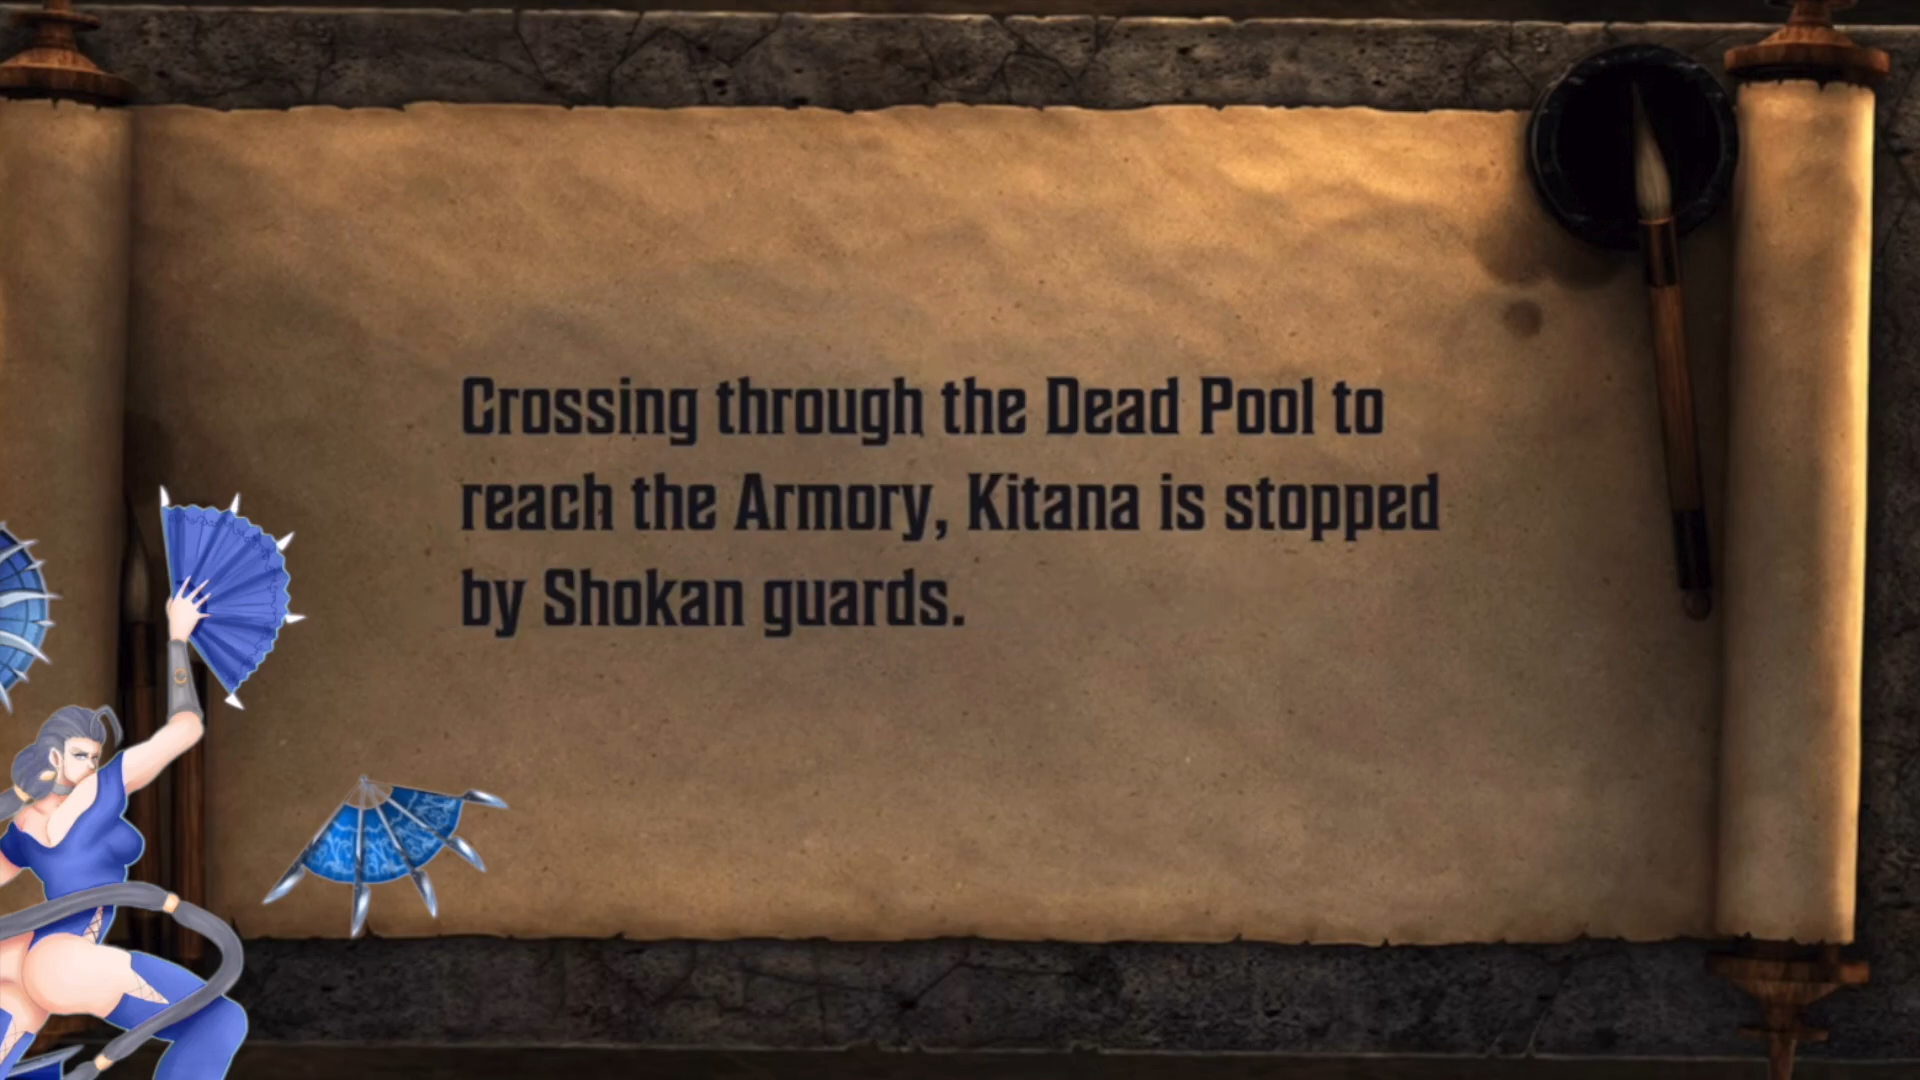 Crossing through the Dead Pool to
reach the Armory, Kitana is stopped
by Shokan guards.